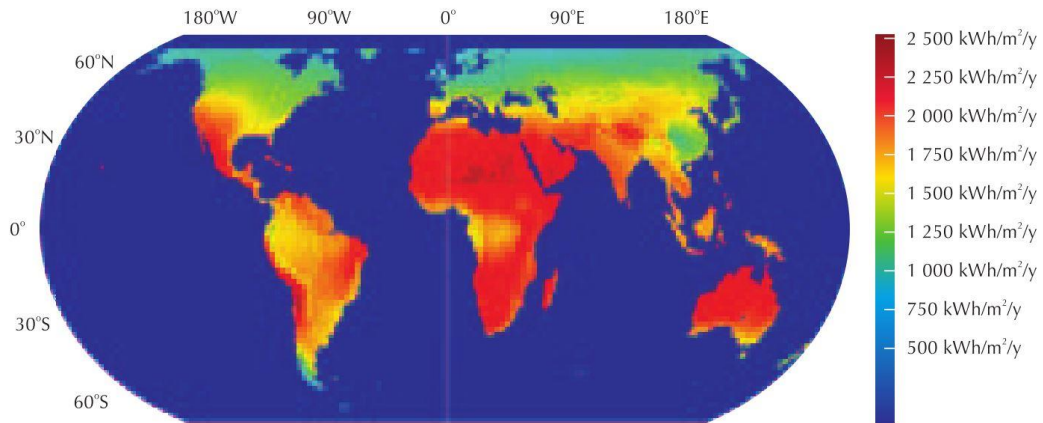 180°W 90°W 0° 90°E 180°E
60°N
30°N
0°
30°S
60°S
2 500 kWh/m²/y
2 250 kWh/m²/y
2 000 kWh/m²/y
1 750 kWh/m²/y
1 500 kWh/m²/y
1 250 kWh/m²/y
1 000 kWh/m²/y
750 kWh/m²/y
500 kWh/m²/y